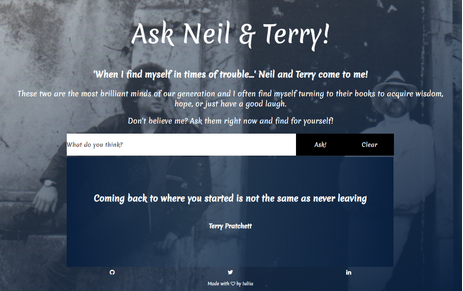 Ask Neil & Terry!
'When I find myself in times of trouble...' Neil and Terry come to me!
These two are the most brilliant minds of our generation and I often find myself turning to their books to acquire wisdom,
hope, or just have a good laugh.
Don't believe me? Ask them right now and find for yourself!
What do you think? Ask! Clear
Coming back to where you started is not the same as never leaving
Terry Pratchett
Made with ♡ by